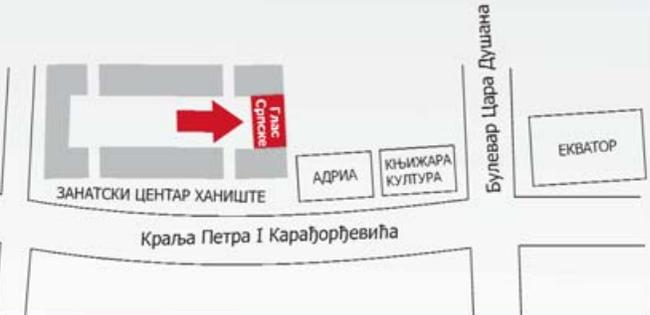 Булевар Цара Душана
Глас
Српске
ЕКВАТОР
АДРИА
КЊИЖАРА
КУЛТУРА
ЗАНАТСКИ ЦЕНТАР ХАНИШТЕ
Краља Петра I Карађорђевића